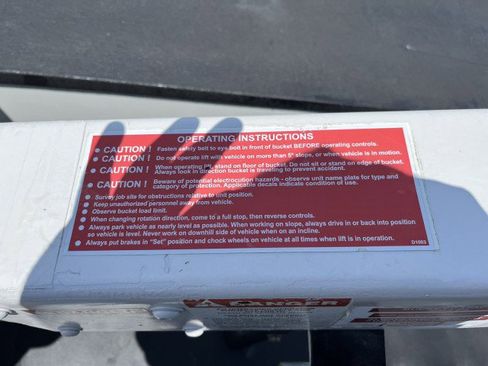 OPERATING INSTRUCTIONS
● CAUTION ! Fasten safety belt to eye bolt in front of bucket BEFORE operating controls.
● CAUTION ! Do not operate lift with vehicle on more than 5° slope, or when vehicle is in motion.
● CAUTION ! When operating lift, stand on floor of bucket. Do not sit or stand on edge of bucket.
Always look in direction bucket is traveling to prevent accident.
● CAUTION ! Beware of potential electrocution hazards - observe unit name plate for type and
category of protection. Applicable decals indicate condition of use.
● Survey job site for obstructions relative to unit position.
● Keep unauthorized personnel away from vehicle.
● Observe bucket load limit.
● When changing rotation direction, come to a full stop, then reverse controls.
● Always park vehicle as nearly level as possible. When working on slope, always drive in or back into position
so vehicle is level. Never work on downhill side of vehicle when on an incline.
● Always put brakes in "Set" position and chock wheels on vehicle at all times when lift is in operation.
D1083
DANGER